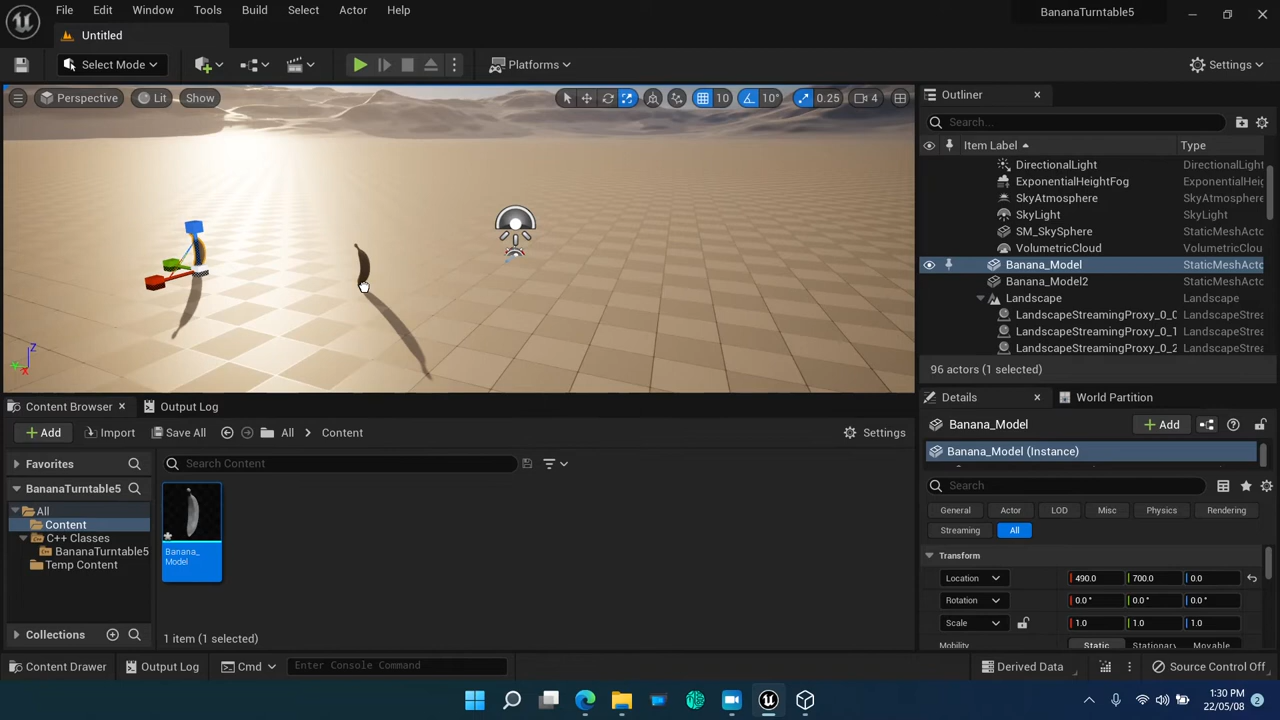 File Edit Window Tools Build Select Actor Help
BananaTurntable5
Untitled
Select Mode
Platforms
Settings
Perspective Lit Show
10 10° 0.25 4
Outliner
Search...
Item Label Type
DirectionalLight DirectionalLight
ExponentialHeightFog ExponentialHeig
SkyAtmosphere SkyAtmosphere
SkyLight SkyLight
SM_SkySphere StaticMeshActo
VolumetricCloud VolumetricCloud
Banana_Model StaticMeshActo
Banana_Model2 StaticMeshActo
Landscape Landscape
LandscapeStreamingProxy_0_0 LandscapeStrea
LandscapeStreamingProxy_0_1 LandscapeStrea
LandscapeStreamingProxy_0_2 LandscapeStrea
96 actors (1 selected)
Z
Content Browser Output Log
Add Import Save All All Content Settings
Favorites
Search Content
BananaTurntable5
All
Content
C++ Classes
BananaTurntable5
Temp Content
Collections
Banana_
Model
1 item (1 selected)
Details World Partition
Banana_Model Add
Banana_Model (Instance)
Search
General Actor LOD Misc Physics Rendering
Streaming All
Transform
Location 490.0 700.0 0.0
Rotation 0.0 ° 0.0 ° 0.0 °
Scale 1.0 1.0 1.0
Mobility Static Stationary Movable
Content Drawer Output Log Cmd Enter Console Command Derived Data Source Control Off
1:30 PM
22/05/08 2